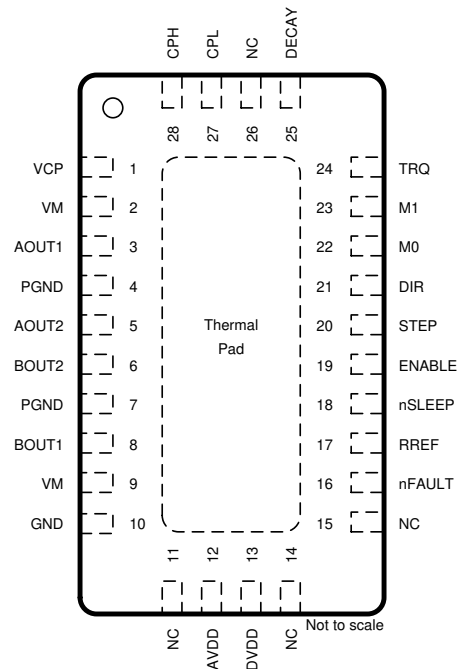 CPH CPL NC DECAY
28 27 26 25
VCP 1 24 TRQ
VM 2 23 M1
AOUT1 3 22 M0
PGND 4 21 DIR
AOUT2 5 20 STEP
BOUT2 6 19 ENABLE
PGND 7 18 nSLEEP
BOUT1 8 17 RREF
VM 9 16 nFAULT
GND 10 15 NC
Thermal
Pad
11 12 13 14
NC AVDD DVDD NC
Not to scale